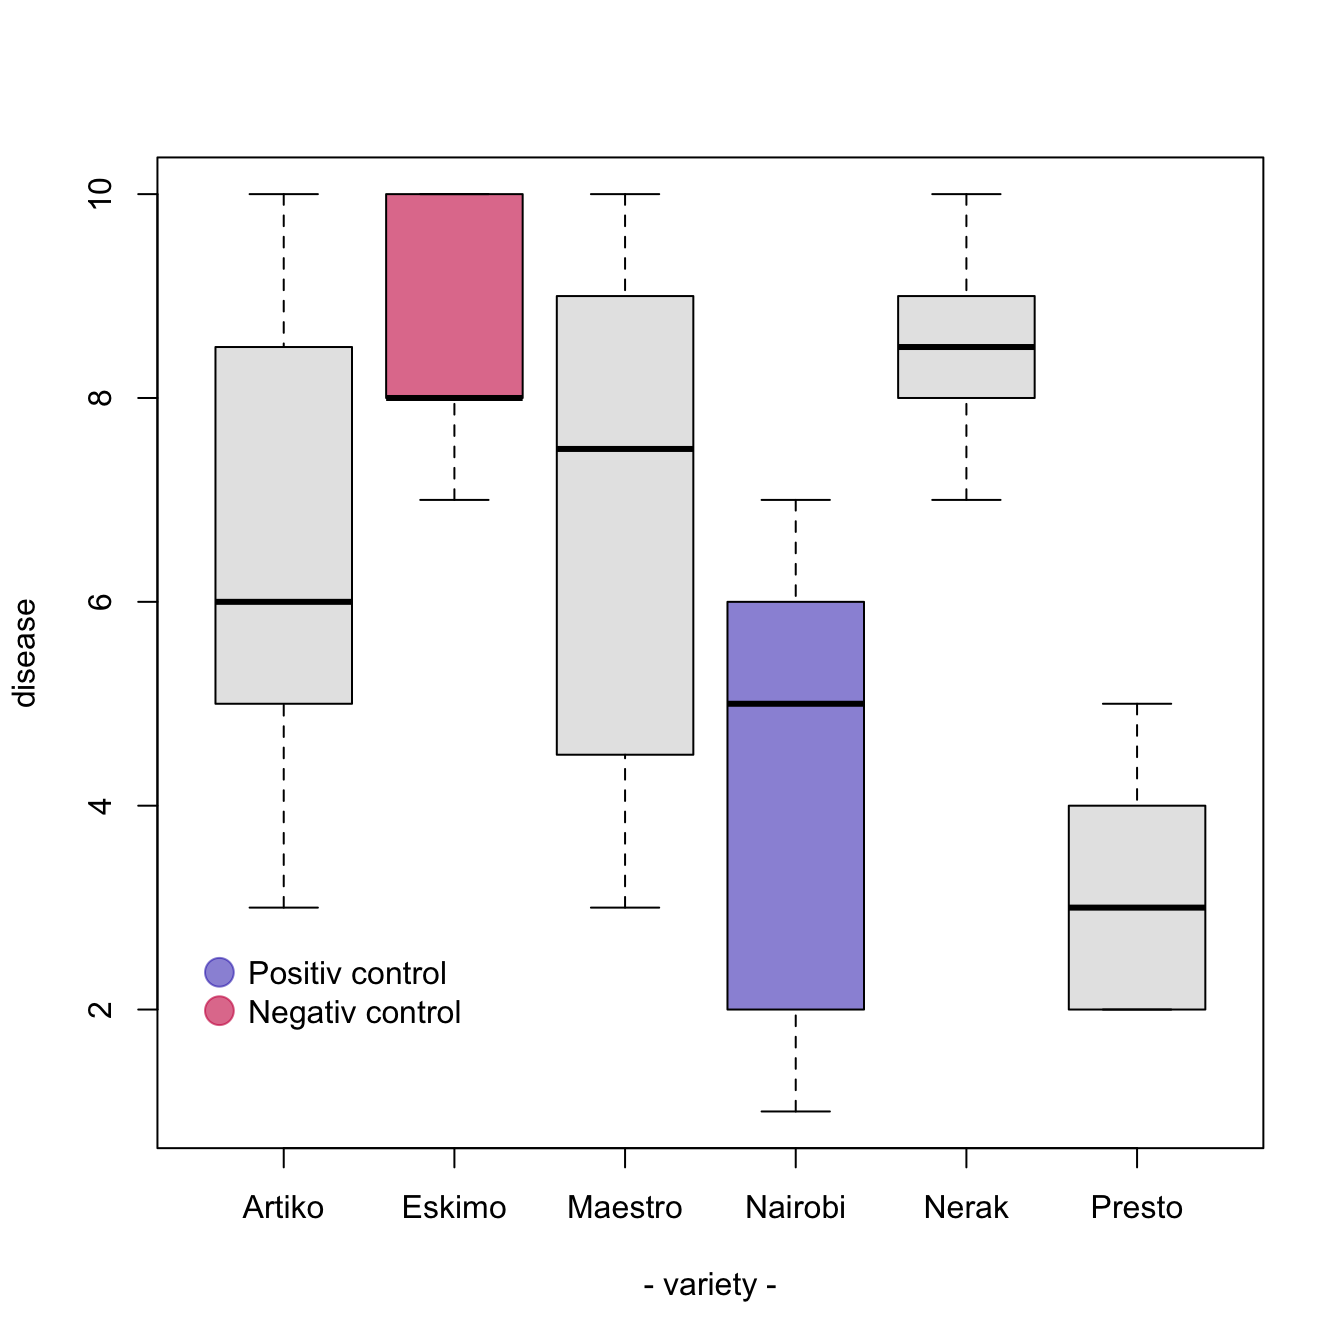 disease
10
8
6
4
2
Positiv control
Negativ control
Artiko Eskimo Maestro Nairobi Nerak Presto
- variety -